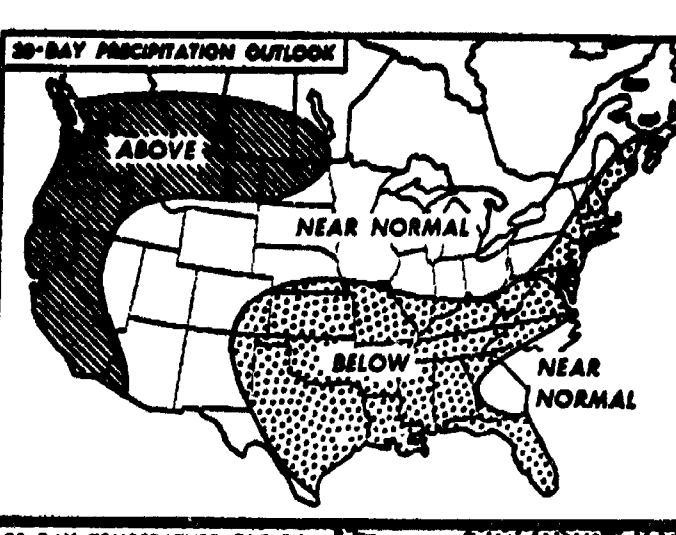 30-DAY PRECIPITATION OUTLOOK
ABOVE
NEAR NORMAL
BELOW
NEAR
NORMAL